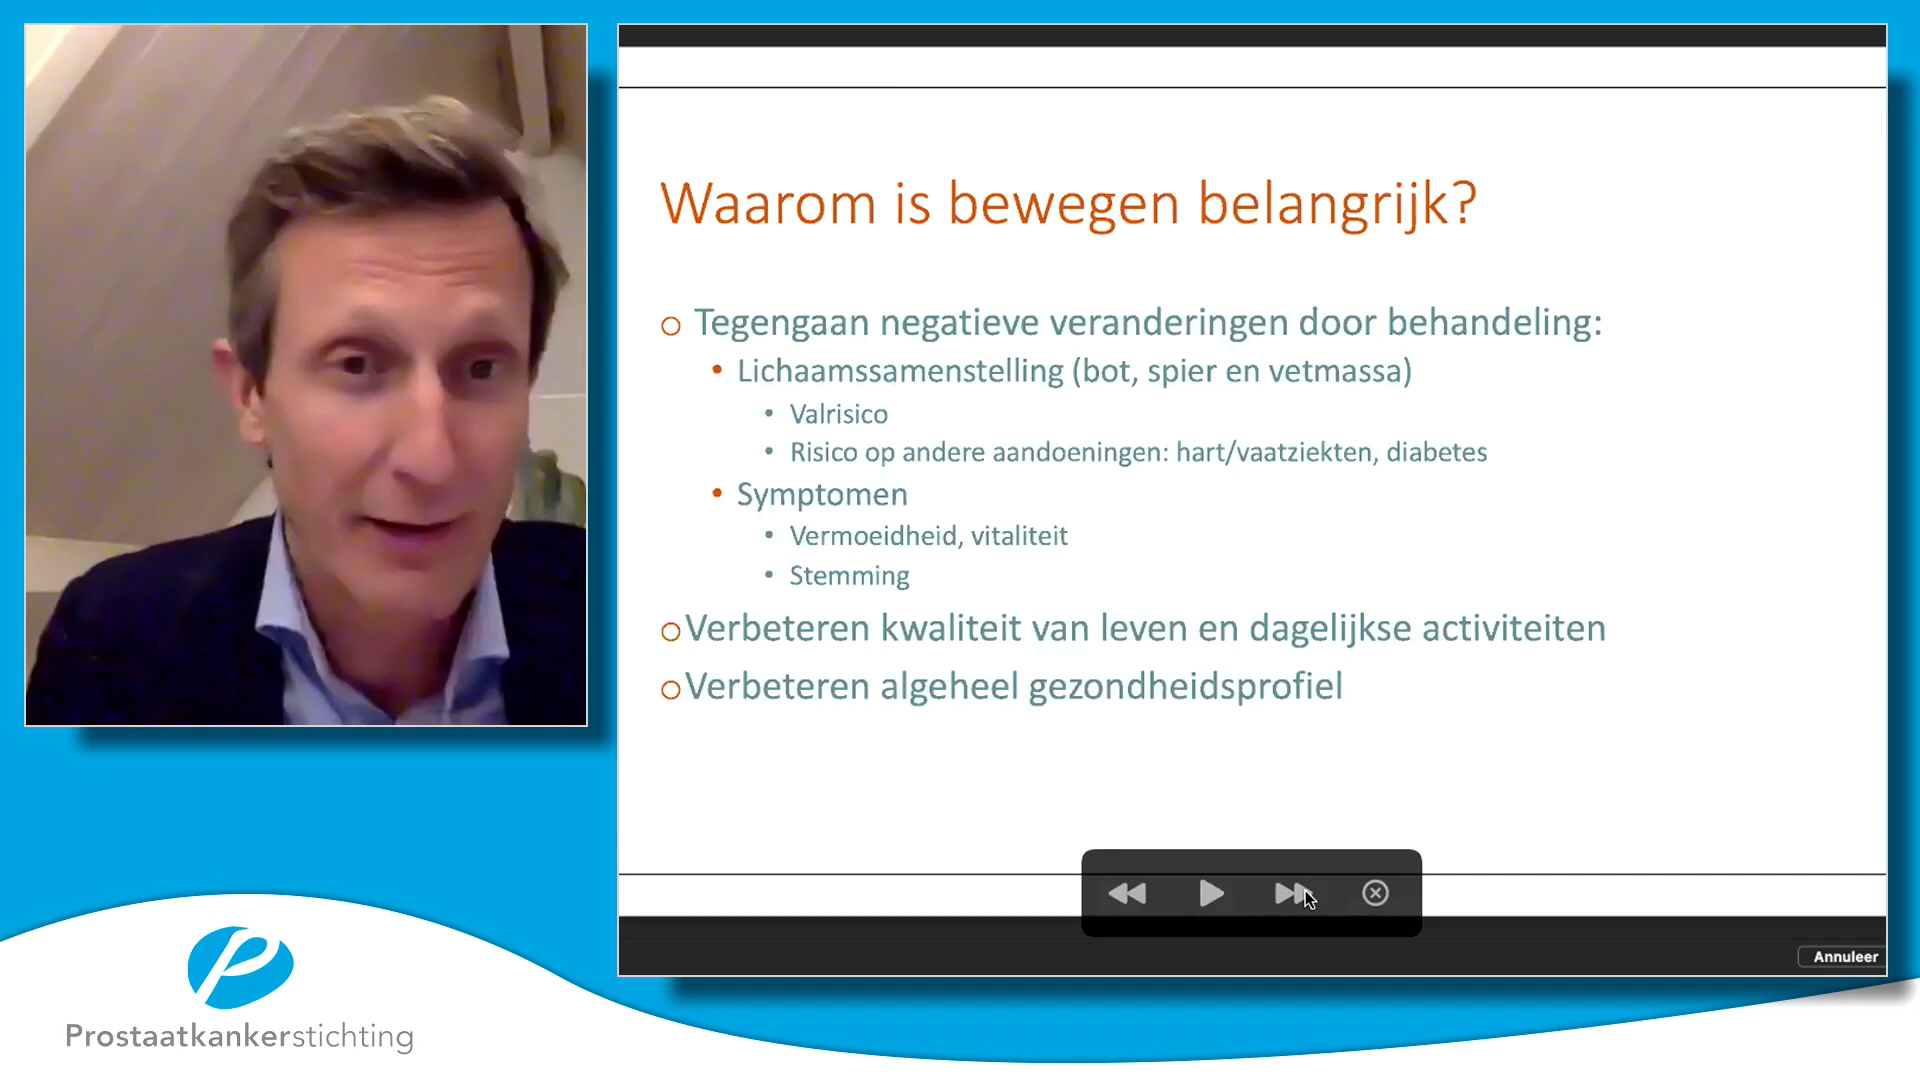 Waarom is bewegen belangrijk?
Tegengaan negatieve veranderingen door behandeling:
Lichaamssamenstelling (bot, spier en vetmassa)
Valrisico
Risico op andere aandoeningen: hart/vaatziekten, diabetes
Symptomen
Vermoeidheid, vitaliteit
Stemming
Verbeteren kwaliteit van leven en dagelijkse activiteiten
Verbeteren algeheel gezondheidsprofiel
Annuleer
Prostaatkankerstichting